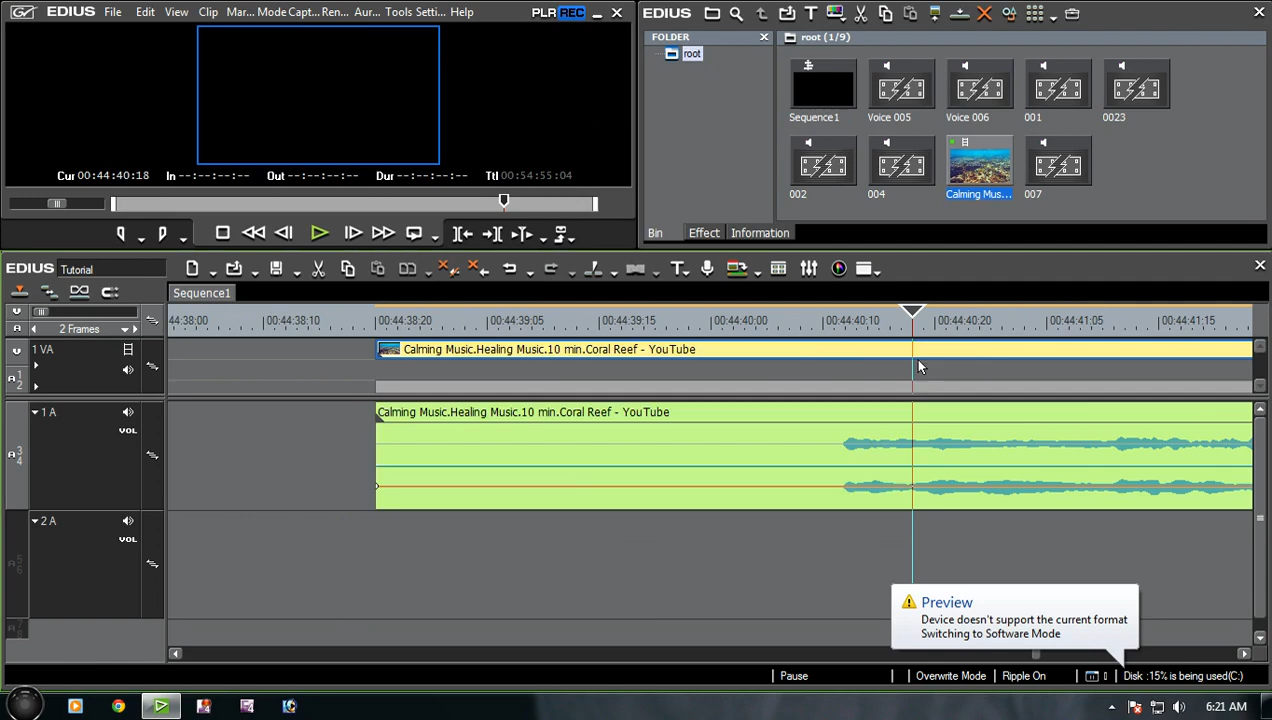 File Edit View Clip Mar... Mode Capt... Ren... Aur... Tools Setti... Help
PLR REC
Cur 00:44:40:18 In --:--:--:-- Out --:--:--:-- Dur --:--:--:-- Ttl 00:54:55:04
EDIUS
FOLDER
root
root (1/9)
Sequence1 Voice 005 Voice 006 001 0023
002 004 Calming Mus... 007
Bin Effect Information
EDIUS Tutorial
Sequence1
2 Frames
44:38:00 00:44:38:10 00:44:38:20 00:44:39:05 00:44:39:15 00:44:40:00 00:44:40:10 00:44:40:20 00:44:41:05 00:44:41:15
1 VA
Calming Music.Healing Music.10 min.Coral Reef - YouTube
A 1 2
1 A
VOL
A 3 4
Calming Music.Healing Music.10 min.Coral Reef - YouTube
2 A
VOL
Preview
Device doesn't support the current format
Switching to Software Mode
Pause Overwrite Mode Ripple On Disk :15% is being used(C:)
6:21 AM